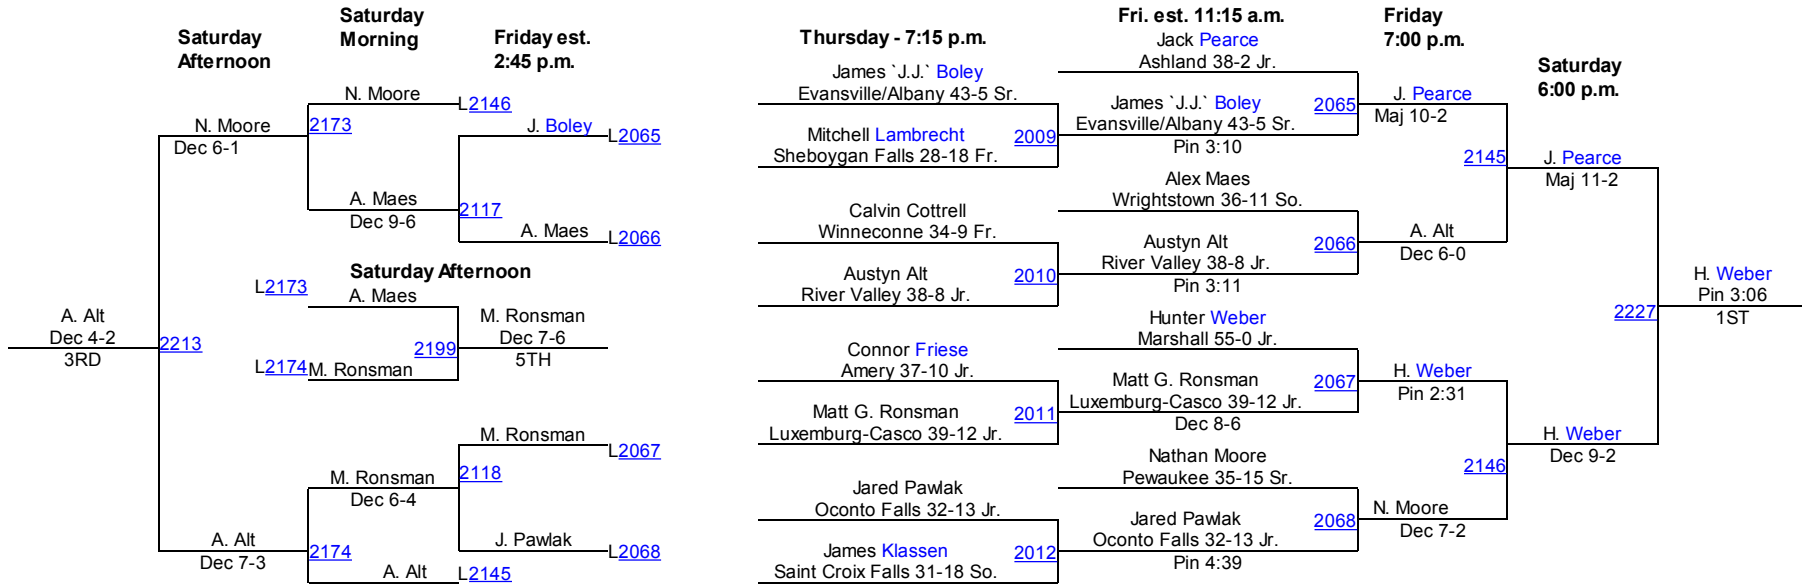 Saturday
Afternoon
Saturday
Morning
Friday est.
2:45 p.m.
N. Moore
L2146
N. Moore
2173
Dec 6-1
J. Boley
L2065
A. Maes
2117
Dec 9-6
A. Maes
L2066
Saturday Afternoon
L2173
A. Maes
A. Alt
Dec 4-2
3RD
2213
M. Ronsman
Dec 7-6
5TH
2199
L2174
M. Ronsman
M. Ronsman
L2067
2118
M. Ronsman
Dec 6-4
A. Alt
Dec 7-3
2174
J. Pawlak
L2068
A. Alt
L2145
Thursday - 7:15 p.m.
James `J.J.` Boley
Evansville/Albany 43-5 Sr.
Mitchell Lambrecht
2009
Sheboygan Falls 28-18 Fr.
Calvin Cottrell
Winneconne 34-9 Fr.
Austyn Alt
2010
River Valley 38-8 Jr.
Connor Friese
Amery 37-10 Jr.
Matt G. Ronsman
2011
Luxemburg-Casco 39-12 Jr.
Jared Pawlak
Oconto Falls 32-13 Jr.
James Klassen
2012
Saint Croix Falls 31-18 So.
Fri. est. 11:15 a.m.
Jack Pearce
Ashland 38-2 Jr.
James `J.J.` Boley
2065
Evansville/Albany 43-5 Sr.
Pin 3:10
Alex Maes
Wrightstown 36-11 So.
Austyn Alt
2066
River Valley 38-8 Jr.
Pin 3:11
Hunter Weber
Marshall 55-0 Jr.
Matt G. Ronsman
2067
Luxemburg-Casco 39-12 Jr.
Dec 8-6
Nathan Moore
Pewaukee 35-15 Sr.
Jared Pawlak
2068
Oconto Falls 32-13 Jr.
Pin 4:39
Friday
7:00 p.m.
J. Pearce
Maj 10-2
2145
A. Alt
Dec 6-0
H. Weber
Pin 2:31
2146
N. Moore
Dec 7-2
Saturday
6:00 p.m.
J. Pearce
Maj 11-2
2227
H. Weber
Dec 9-2
H. Weber
Pin 3:06
1ST